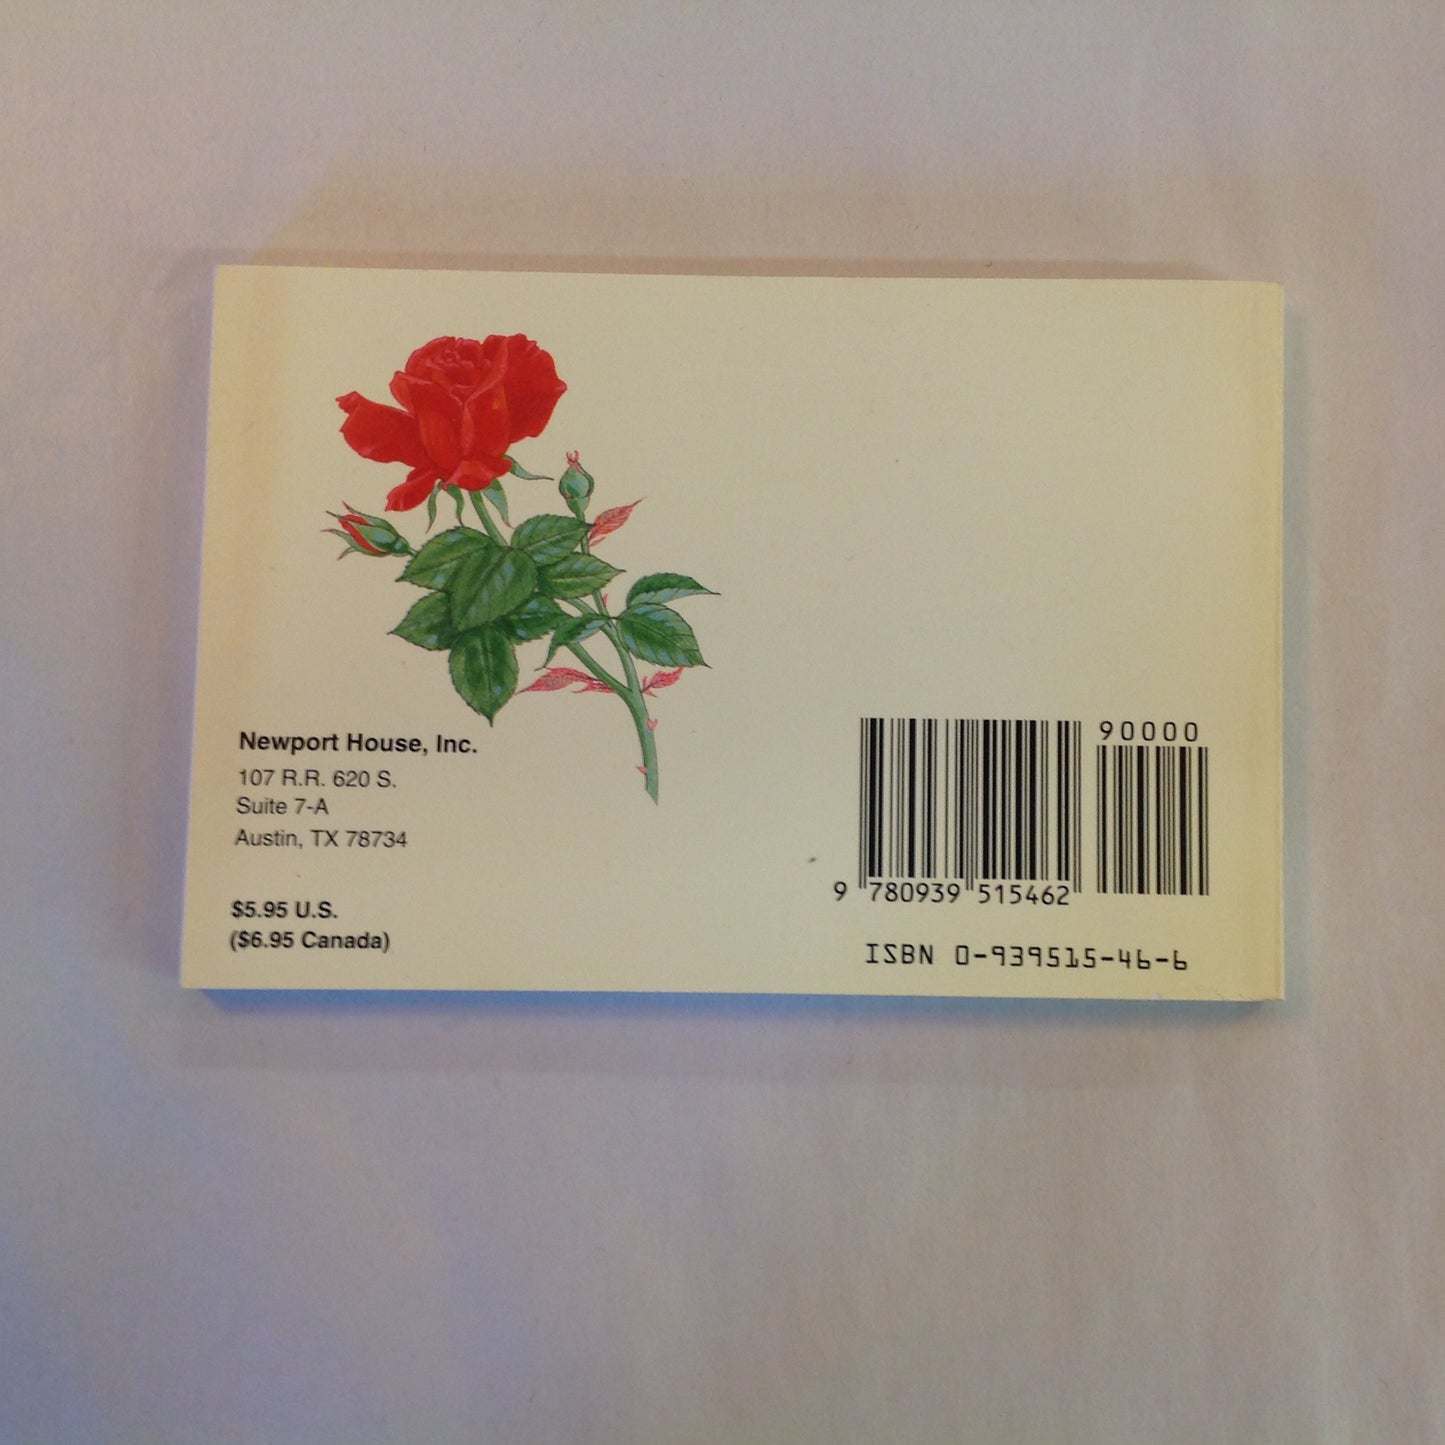 Newport House, Inc.
107 R.R. 620 S.
Suite 7-A
Austin, TX 78734
$5.95 U.S.
($6.95 Canada)
90000
9 780939 515462
ISBN 0-939515-46-6